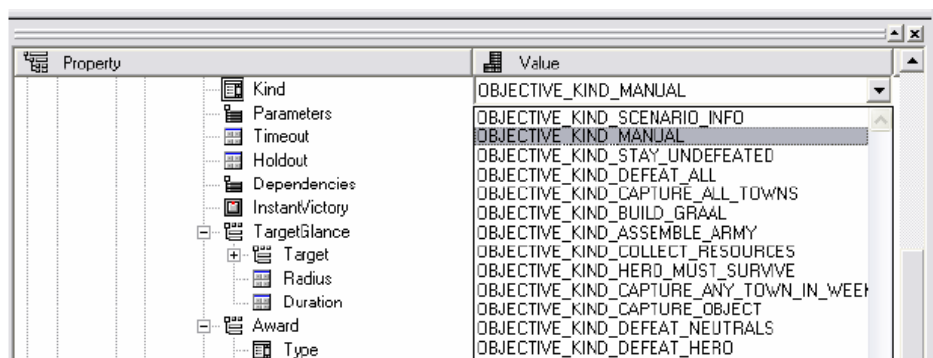 Property Value
Kind OBJECTIVE_KIND_MANUAL
Parameters OBJECTIVE_KIND_SCENARIO_INFO
Timeout OBJECTIVE_KIND_MANUAL
Holdout OBJECTIVE_KIND_STAY_UNDEFEATED
Dependencies OBJECTIVE_KIND_DEFEAT_ALL
OBJECTIVE_KIND_CAPTURE_ALL_TOWNS
InstantVictory OBJECTIVE_KIND_BUILD_GRAAL
TargetGlance OBJECTIVE_KIND_ASSEMBLE_ARMY
Target OBJECTIVE_KIND_COLLECT_RESOURCES
OBJECTIVE_KIND_HERO_MUST_SURVIVE
Radius OBJECTIVE_KIND_CAPTURE_ANY_TOWN_IN_WEEK
Duration OBJECTIVE_KIND_CAPTURE_OBJECT
Award OBJECTIVE_KIND_DEFEAT_NEUTRALS
Type OBJECTIVE_KIND_DEFEAT_HERO